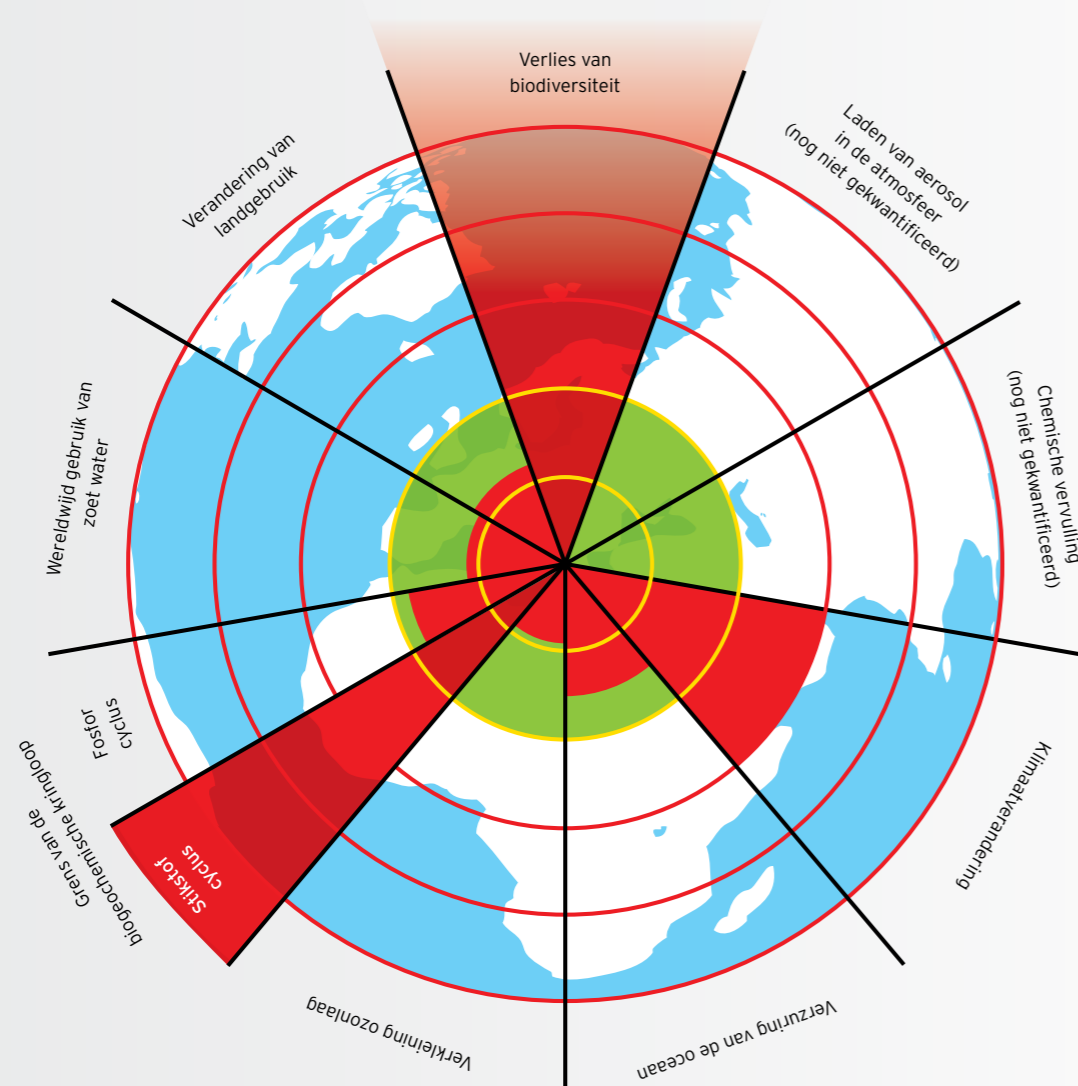 Verlies van
biodiversiteit
Laden van aerosol
in de atmosfeer
(nog niet gekwantificeerd)
Chemische vervulling
(nog niet gekwantificeerd)
Klimaatverandering
Verzuring van de oceaan
Verkleining ozonlaag
Stikstof
cyclus
Grens van de
biogeochemische kringloop
Fosfor
cyclus
Wereldwijd gebruik van
zoet water
Verandering van
landgebruik